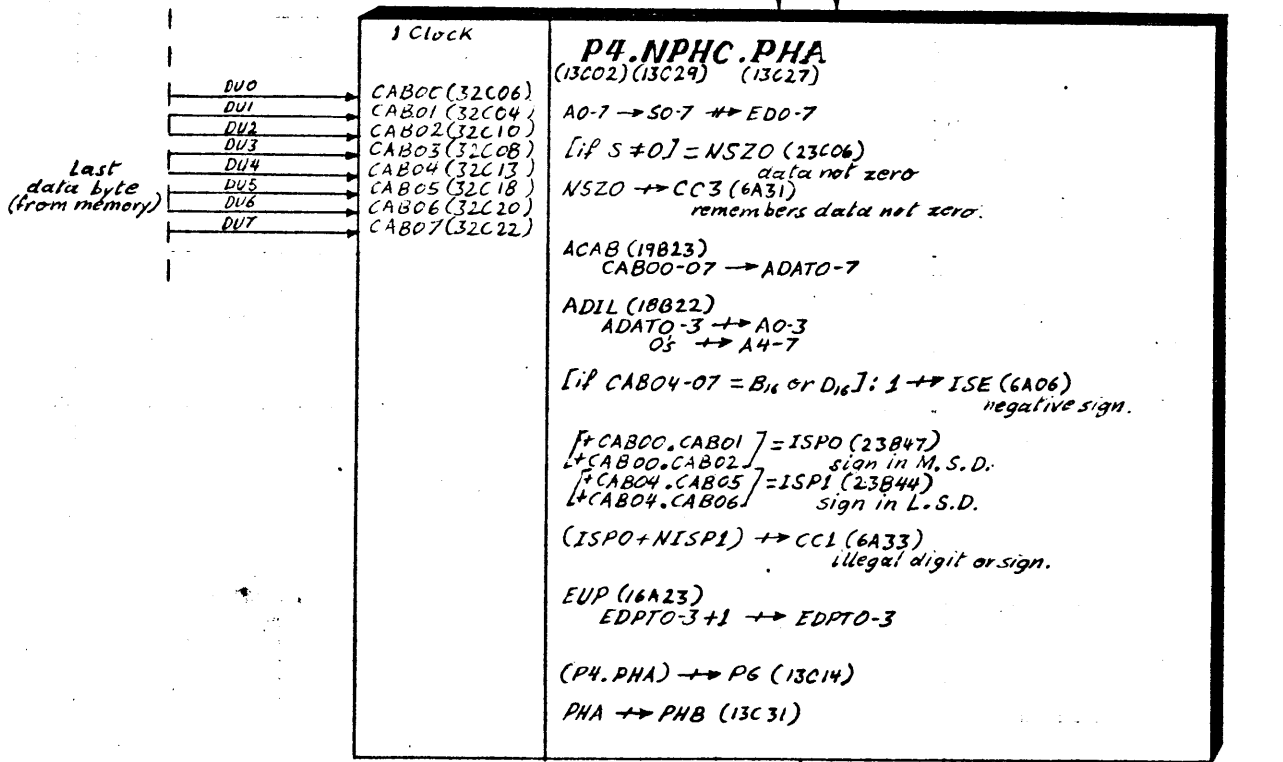 1 Clock
P4.NPHC.PHA
(13C02)(13C29) (13C27)
DU0
DU1
DU2
DU3
DU4
DU5
DU6
DU7
Last
data byte
(from memory)
CAB00(32C06)
CAB01(32C04)
CAB02(32C10)
CAB03(32C08)
CAB04(32C13)
CAB05(32C18)
CAB06(32C20)
CAB07(32C22)
A0-7 → S0-7 ↛ ED0-7
[if S ≠ 0] = NSZ0 (23C06)
data not zero
NSZ0 ↛ CC3 (6A31)
remembers data not zero.
ACAB (19B23)
CAB00-07 → ADAT0-7
ADIL (18B22)
ADAT0-3 ↛ A0-3
0's ↛ A4-7
[if CAB04-07 = B₁₆ or D₁₆]: 1 ↛ ISE (6A06)
negative sign.
[+CAB00.CAB01] = ISP0 (23B47)
[+CAB00.CAB02] sign in M.S.D.
[+CAB04.CAB05] = ISP1 (23B44)
[+CAB04.CAB06] sign in L.S.D.
(ISP0+NISP1) ↛ CC1 (6A33)
illegal digit or sign.
EUP (16A23)
EDPT0-3+1 ↛ EDPT0-3
(P4.PHA) ↛ P6 (13C14)
PHA ↛ PHB (13C31)